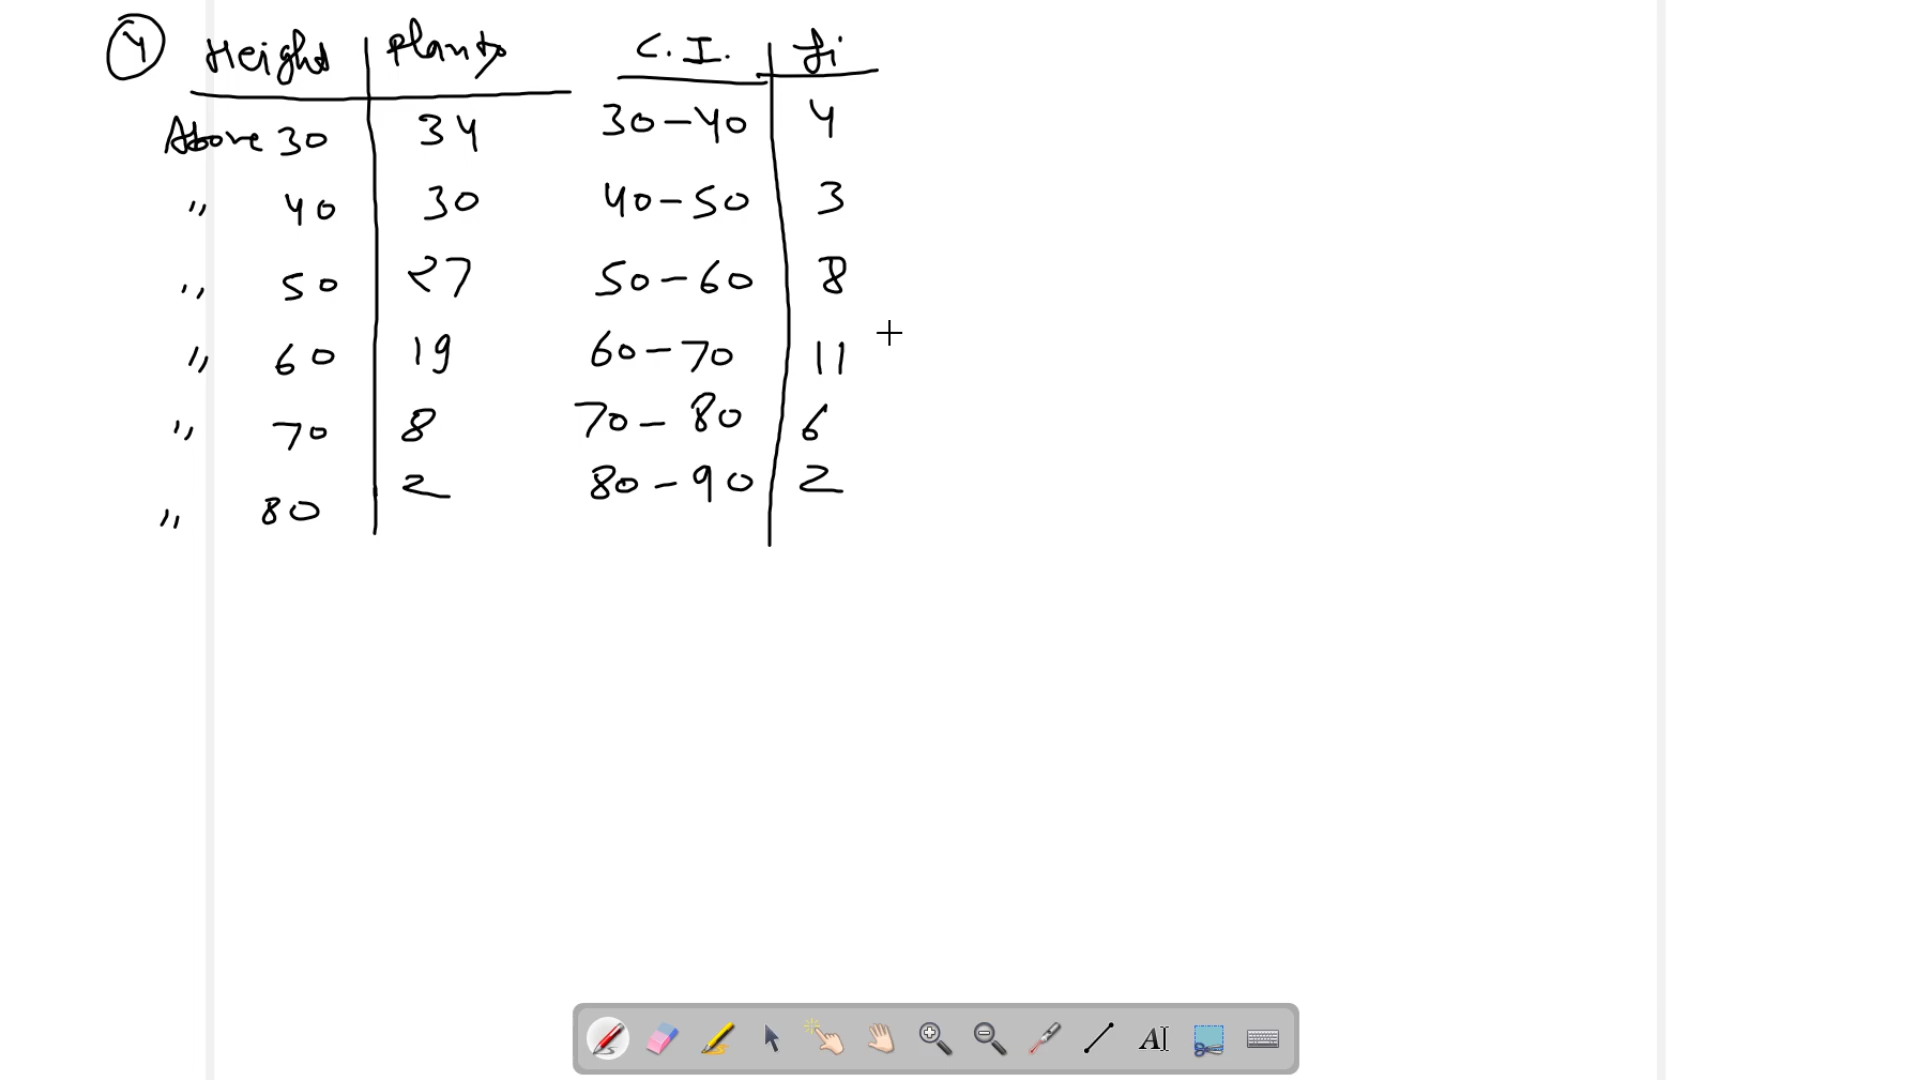 4 Height Plants C.I. fi
Above 30 34 30-40 4
" 40 30 40-50 3
" 50 27 50-60 8
" 60 19 60-70 11
" 70 8 70-80 6
" 80 2 80-90 2